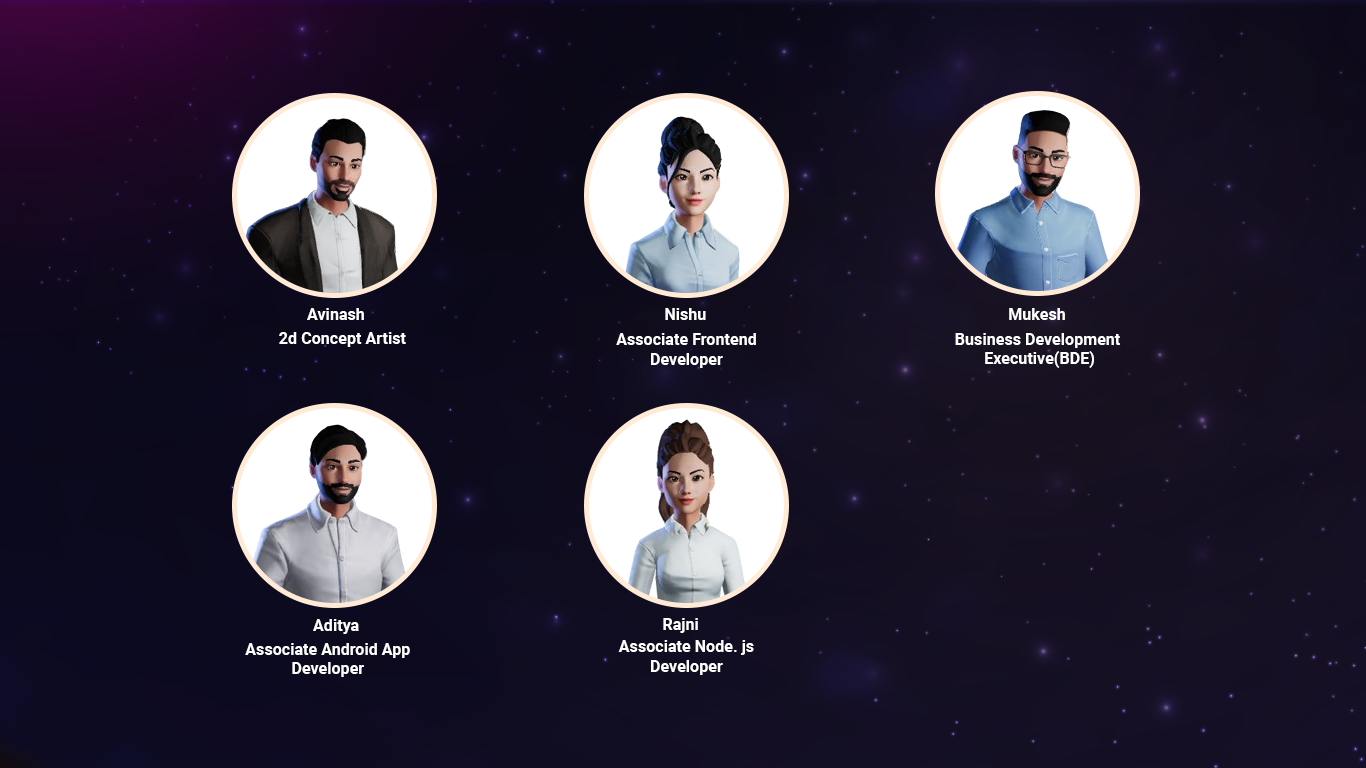 Avinash
2d Concept Artist
Nishu
Associate Frontend
Developer
Mukesh
Business Development
Executive(BDE)
Aditya
Associate Android App
Developer
Rajni
Associate Node. js
Developer